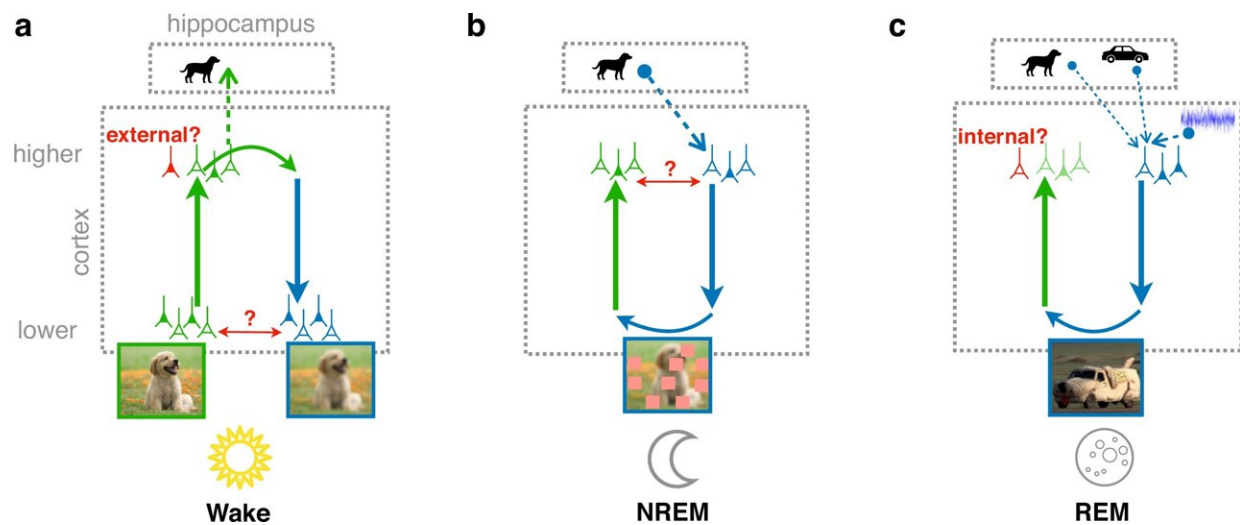 hippocampus
a
b
c
external?
internal?
higher
?
cortex
lower
?
Wake
NREM
REM